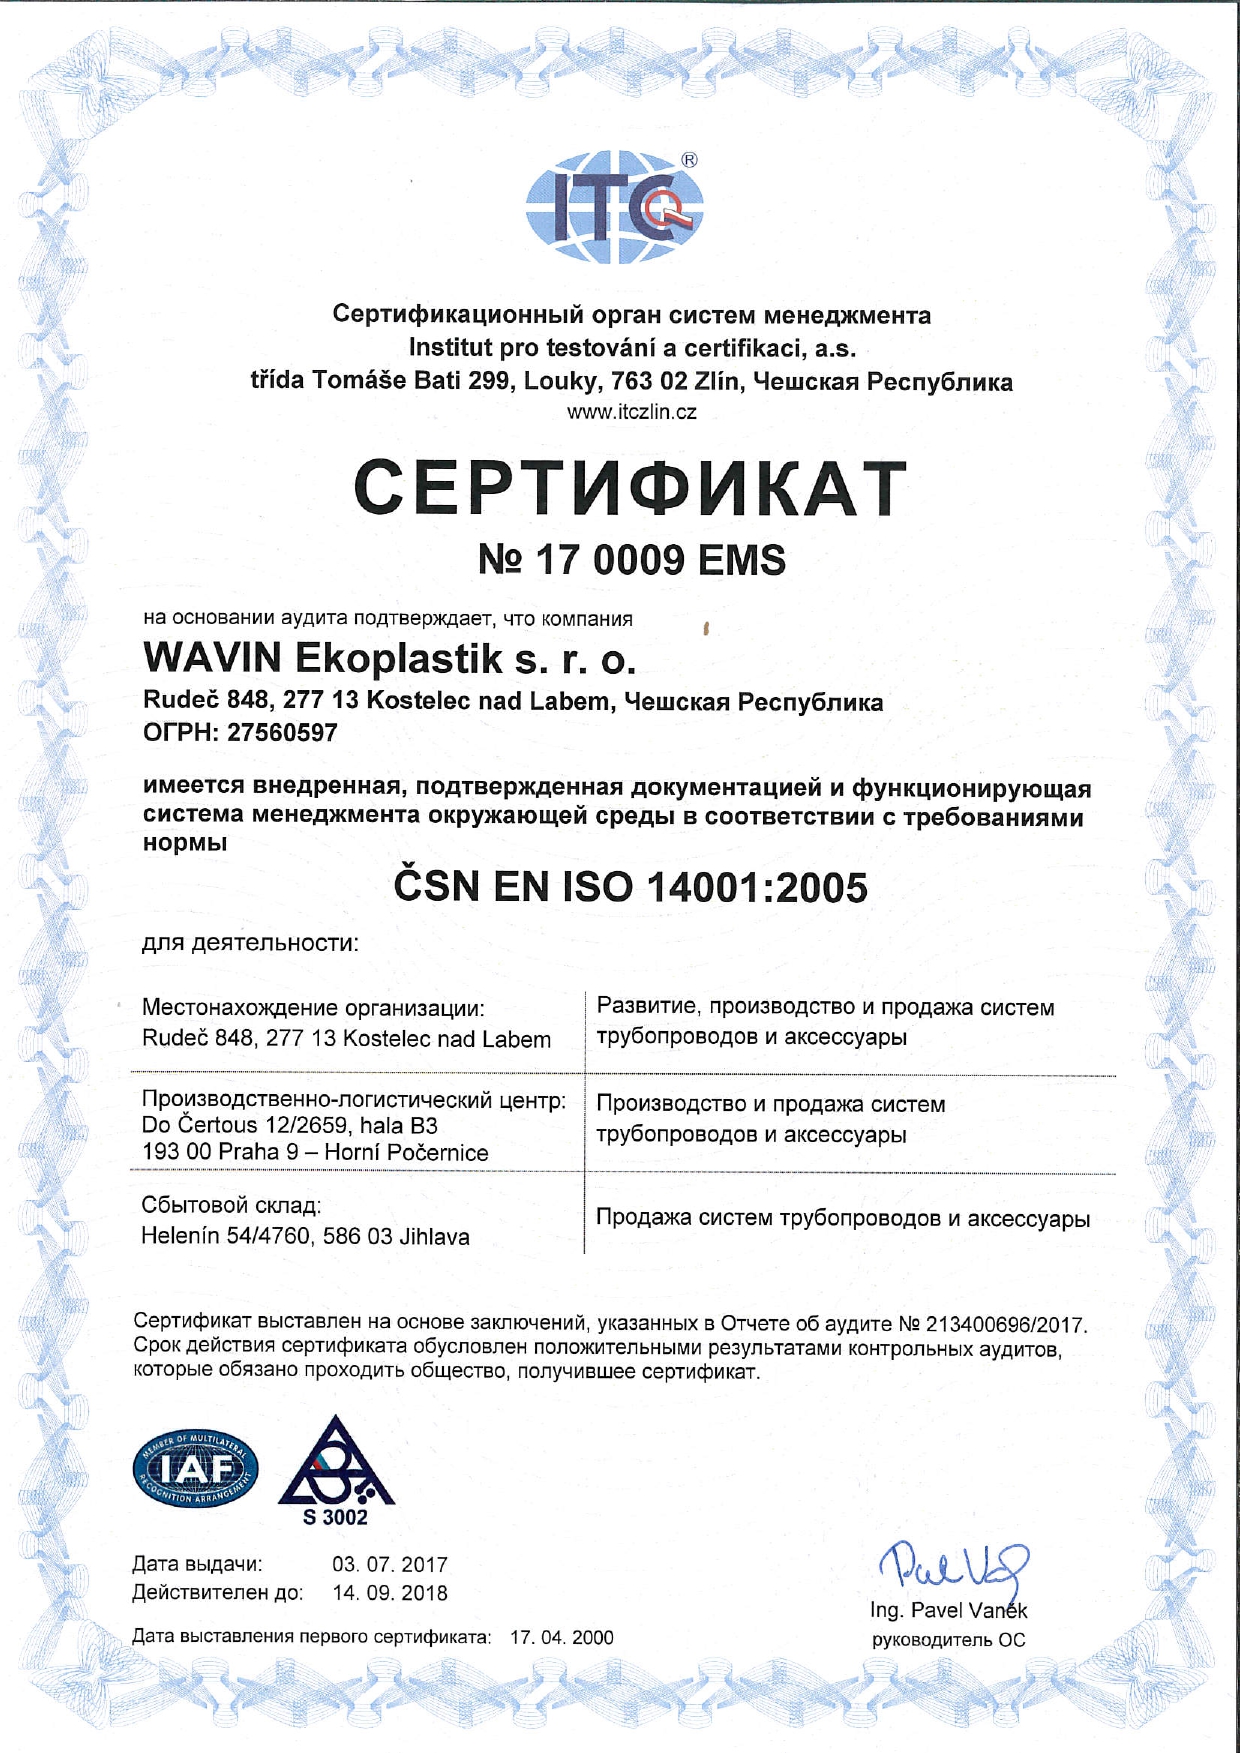 ITC ®
Сертификационный орган систем менеджмента
Institut pro testování a certifikaci, a.s.
třída Tomáše Bati 299, Louky, 763 02 Zlín, Чешская Республика
www.itczlin.cz
СЕРТИФИКАТ
№ 17 0009 EMS
на основании аудита подтверждает, что компания
WAVIN Ekoplastik s. r. o.
Rudeč 848, 277 13 Kostelec nad Labem, Чешская Республика
ОГРН: 27560597
имеется внедренная, подтвержденная документацией и функционирующая
система менеджмента окружающей среды в соответствии с требованиями
нормы
ČSN EN ISO 14001:2005
для деятельности:
Местонахождение организации:
Rudeč 848, 277 13 Kostelec nad Labem
Развитие, производство и продажа систем
трубопроводов и аксессуары
Производственно-логистический центр:
Do Čertous 12/2659, hala B3
193 00 Praha 9 – Horní Počernice
Производство и продажа систем
трубопроводов и аксессуары
Сбытовой склад:
Helenín 54/4760, 586 03 Jihlava
Продажа систем трубопроводов и аксессуары
Сертификат выставлен на основе заключений, указанных в Отчете об аудите № 213400696/2017.
Срок действия сертификата обусловлен положительными результатами контрольных аудитов,
которые обязано проходить общество, получившее сертификат.
MEMBER OF MULTILATERAL
IAF
RECOGNITION ARRANGEMENT
S 3002
Дата выдачи: 03. 07. 2017
Действителен до: 14. 09. 2018
Дата выставления первого сертификата: 17. 04. 2000
Ing. Pavel Vaněk
руководитель ОС